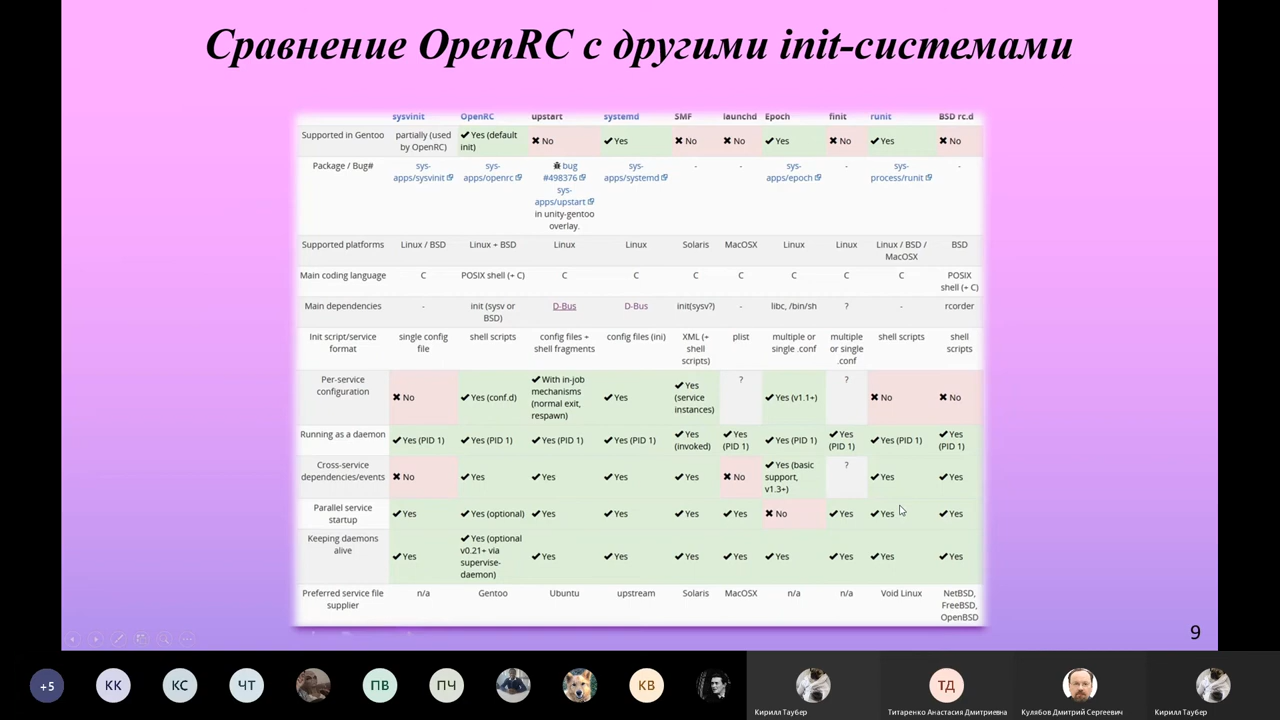 Сравнение OpenRC с другими init-системами
sysvinit OpenRC upstart systemd SMF launchd Epoch finit runit BSD rc.d
Supported in Gentoo partially (used by OpenRC) ✔ Yes (default init) ✖ No ✔ Yes ✖ No ✖ No ✔ Yes ✖ No ✔ Yes ✖ No
Package / Bug# sys-apps/sysvinit sys-apps/openrc bug #498376 sys-apps/upstart in unity-gentoo overlay. sys-apps/systemd - - sys-apps/epoch - sys-process/runit -
Supported platforms Linux / BSD Linux + BSD Linux Linux Solaris MacOSX Linux Linux Linux / BSD / MacOSX BSD
Main coding language C POSIX shell (+ C) C C C C C C C POSIX shell (+ C)
Main dependencies - init (sysv or BSD) D-Bus D-Bus init(sysv?) - libc, /bin/sh ? - rcorder
Init script/service format single config file shell scripts config files + shell fragments config files (ini) XML (+ shell scripts) plist multiple or single .conf multiple or single .conf shell scripts shell scripts
Per-service configuration ✖ No ✔ Yes (conf.d) ✔ With in-job mechanisms (normal exit, respawn) ✔ Yes ✔ Yes (service instances) ? ✔ Yes (v1.1+) ? ✖ No ✖ No
Running as a daemon ✔ Yes (PID 1) ✔ Yes (PID 1) ✔ Yes (PID 1) ✔ Yes (PID 1) ✔ Yes (invoked) ✔ Yes (PID 1) ✔ Yes (PID 1) ✔ Yes (PID 1) ✔ Yes (PID 1) ✔ Yes (PID 1)
Cross-service dependencies/events ✖ No ✔ Yes ✔ Yes ✔ Yes ✔ Yes ✖ No ✔ Yes (basic support, v1.3+) ? ✔ Yes ✔ Yes
Parallel service startup ✔ Yes ✔ Yes (optional) ✔ Yes ✔ Yes ✔ Yes ✔ Yes ✖ No ✔ Yes ✔ Yes ✔ Yes
Keeping daemons alive ✔ Yes ✔ Yes (optional v0.21+ via supervise-daemon) ✔ Yes ✔ Yes ✔ Yes ✔ Yes ✔ Yes ✔ Yes ✔ Yes ✔ Yes
Preferred service file supplier n/a Gentoo Ubuntu upstream Solaris MacOSX n/a n/a Void Linux NetBSD, FreeBSD, OpenBSD
9
+5 КК КС ЧТ ПВ ПЧ КВ ТД
Кирилл Таубер Титаренко Анастасия Дмитриевна Кулябов Дмитрий Сергеевич Кирилл Таубер